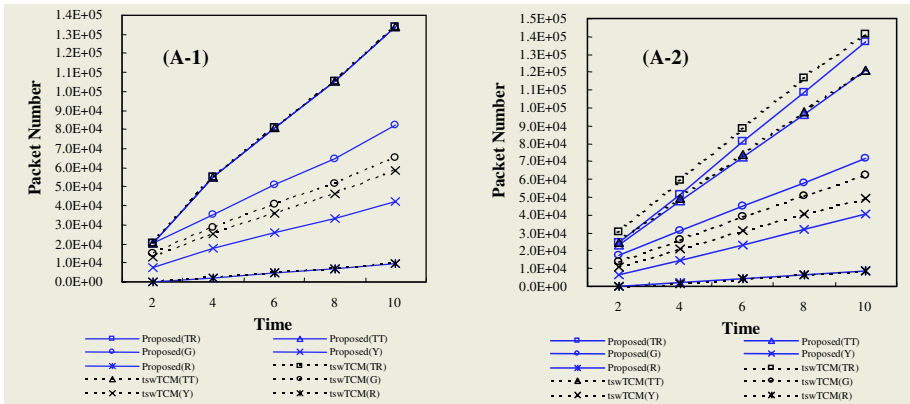 1.4E+05
1.3E+05
1.2E+05
1.1E+05
1.0E+05
9.0E+04
8.0E+04
7.0E+04
6.0E+04
5.0E+04
4.0E+04
3.0E+04
2.0E+04
1.0E+04
0.0E+00
Packet Number
(A-1)
2 4 6 8 10
Time
Proposed(TR) Proposed(TT)
Proposed(G) Proposed(Y)
Proposed(R) tswTCM(TR)
tswTCM(TT) tswTCM(G)
tswTCM(Y) tswTCM(R)
1.5E+05
1.4E+05
1.3E+05
1.2E+05
1.1E+05
1.0E+05
9.0E+04
8.0E+04
7.0E+04
6.0E+04
5.0E+04
4.0E+04
3.0E+04
2.0E+04
1.0E+04
0.0E+00
Packet Number
(A-2)
2 4 6 8 10
Time
Proposed(TR) Proposed(TT)
Proposed(G) Proposed(Y)
Proposed(R) tswTCM(TR)
tswTCM(TT) tswTCM(G)
tswTCM(Y) tswTCM(R)